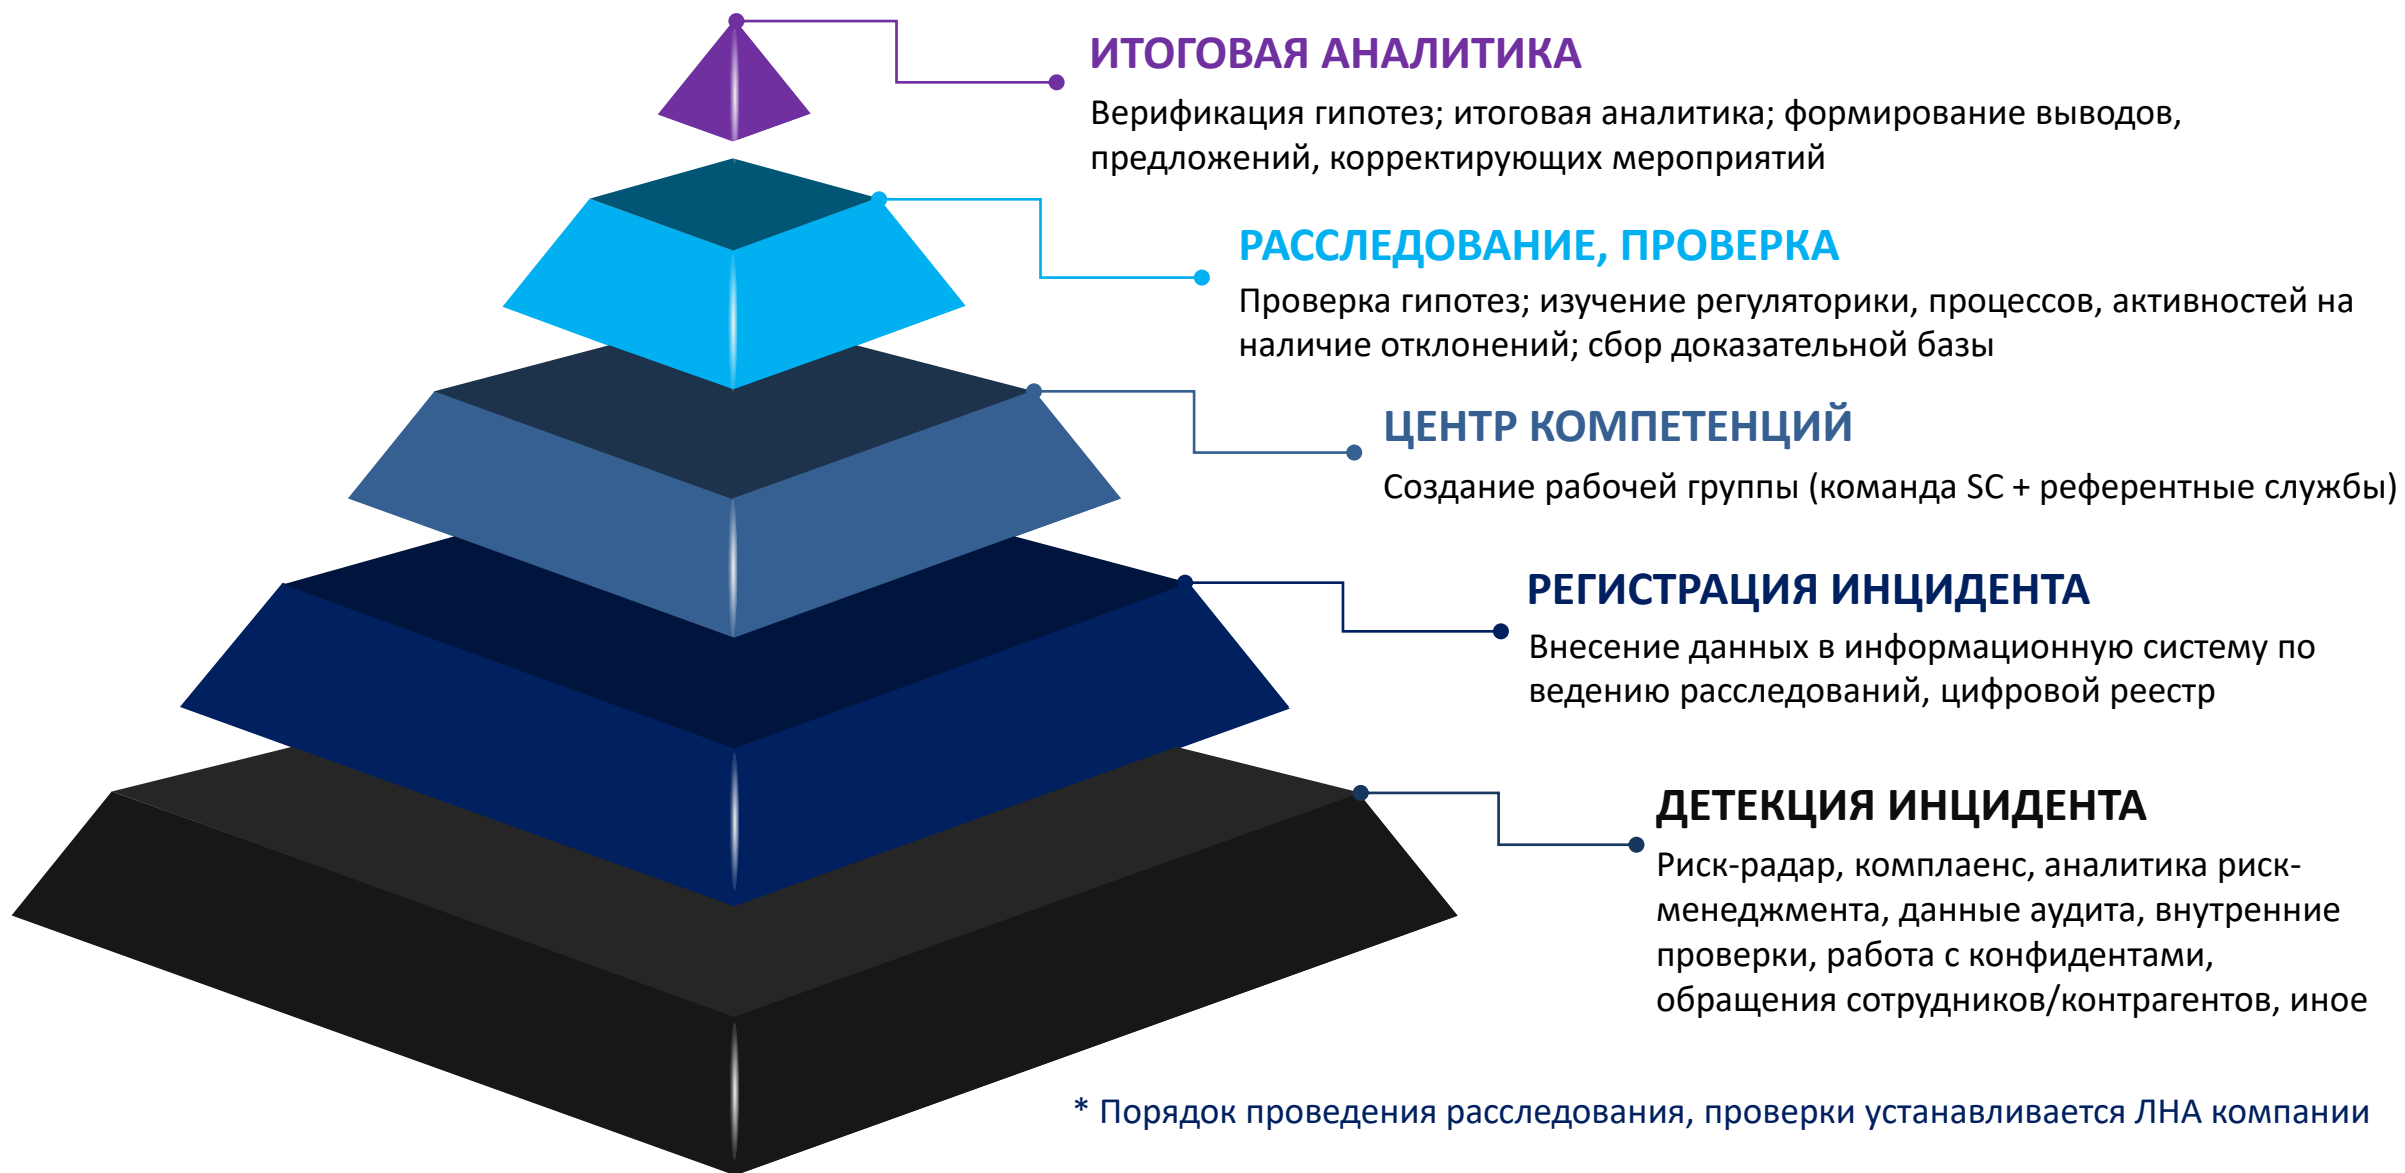 ИТОГОВАЯ АНАЛИТИКА
Верификация гипотез; итоговая аналитика; формирование выводов,
предложений, корректирующих мероприятий
РАССЛЕДОВАНИЕ, ПРОВЕРКА
Проверка гипотез; изучение регуляторики, процессов, активностей на
наличие отклонений; сбор доказательной базы
ЦЕНТР КОМПЕТЕНЦИЙ
Создание рабочей группы (команда SC + референтные службы)
РЕГИСТРАЦИЯ ИНЦИДЕНТА
Внесение данных в информационную систему по
ведению расследований, цифровой реестр
ДЕТЕКЦИЯ ИНЦИДЕНТА
Риск-радар, комплаенс, аналитика риск-
менеджмента, данные аудита, внутренние
проверки, работа с конфидентами,
обращения сотрудников/контрагентов, иное
* Порядок проведения расследования, проверки устанавливается ЛНА компании